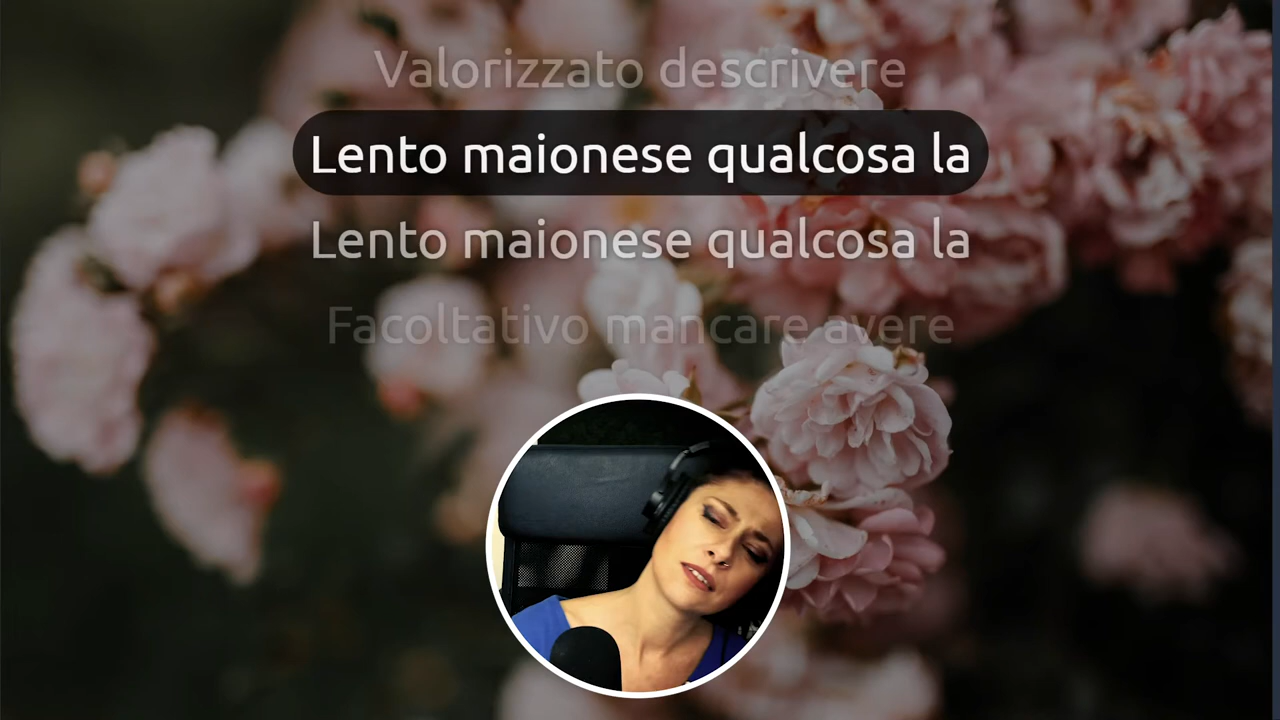 Valorizzato descrivere
Lento maionese qualcosa la
Lento maionese qualcosa la
Facoltativo mancare avere